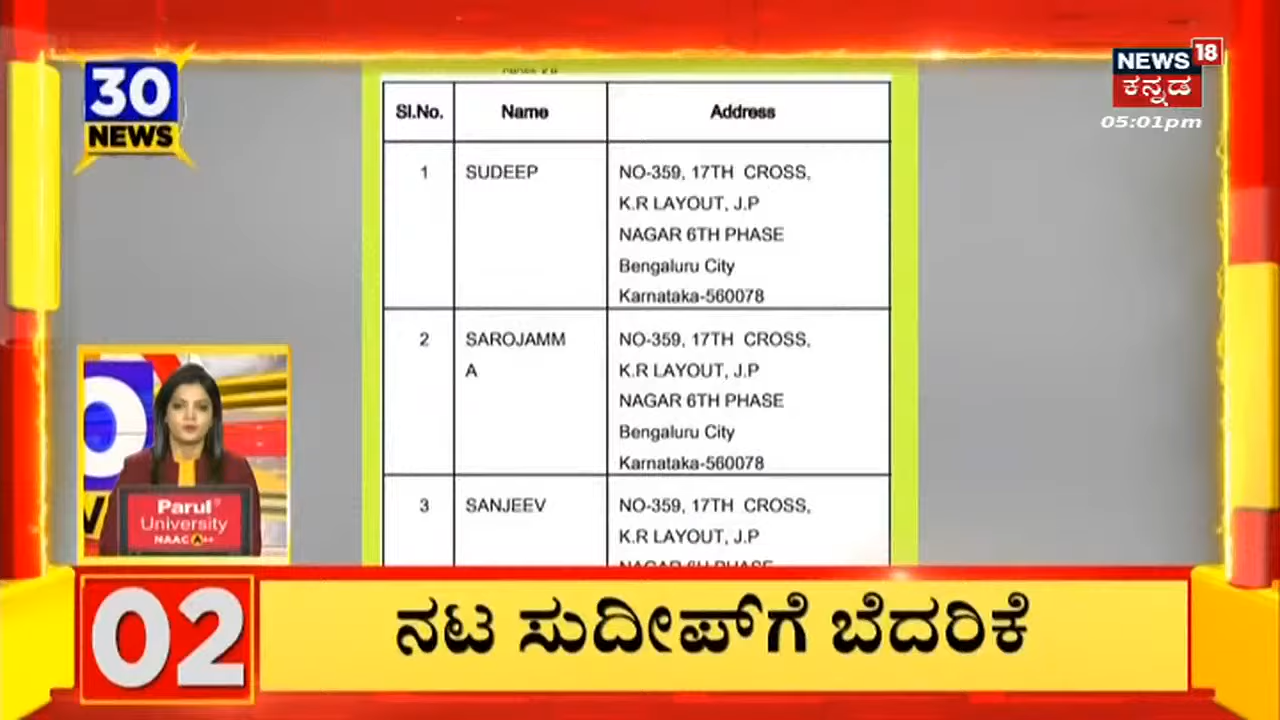 30
NEWS
NEWS 18
ಕನ್ನಡ
05:01pm
Sl.No. Name Address
1 SUDEEP NO-359, 17TH CROSS,
K.R LAYOUT, J.P
NAGAR 6TH PHASE
Bengaluru City
Karnataka-560078
2 SAROJAMM NO-359, 17TH CROSS,
A K.R LAYOUT, J.P
NAGAR 6TH PHASE
Bengaluru City
Karnataka-560078
3 SANJEEV NO-359, 17TH CROSS,
K.R LAYOUT, J.P
Parul
University
NAAC A++
02 ನಟ ಸುದೀಪ್‌ಗೆ ಬೆದರಿಕೆ